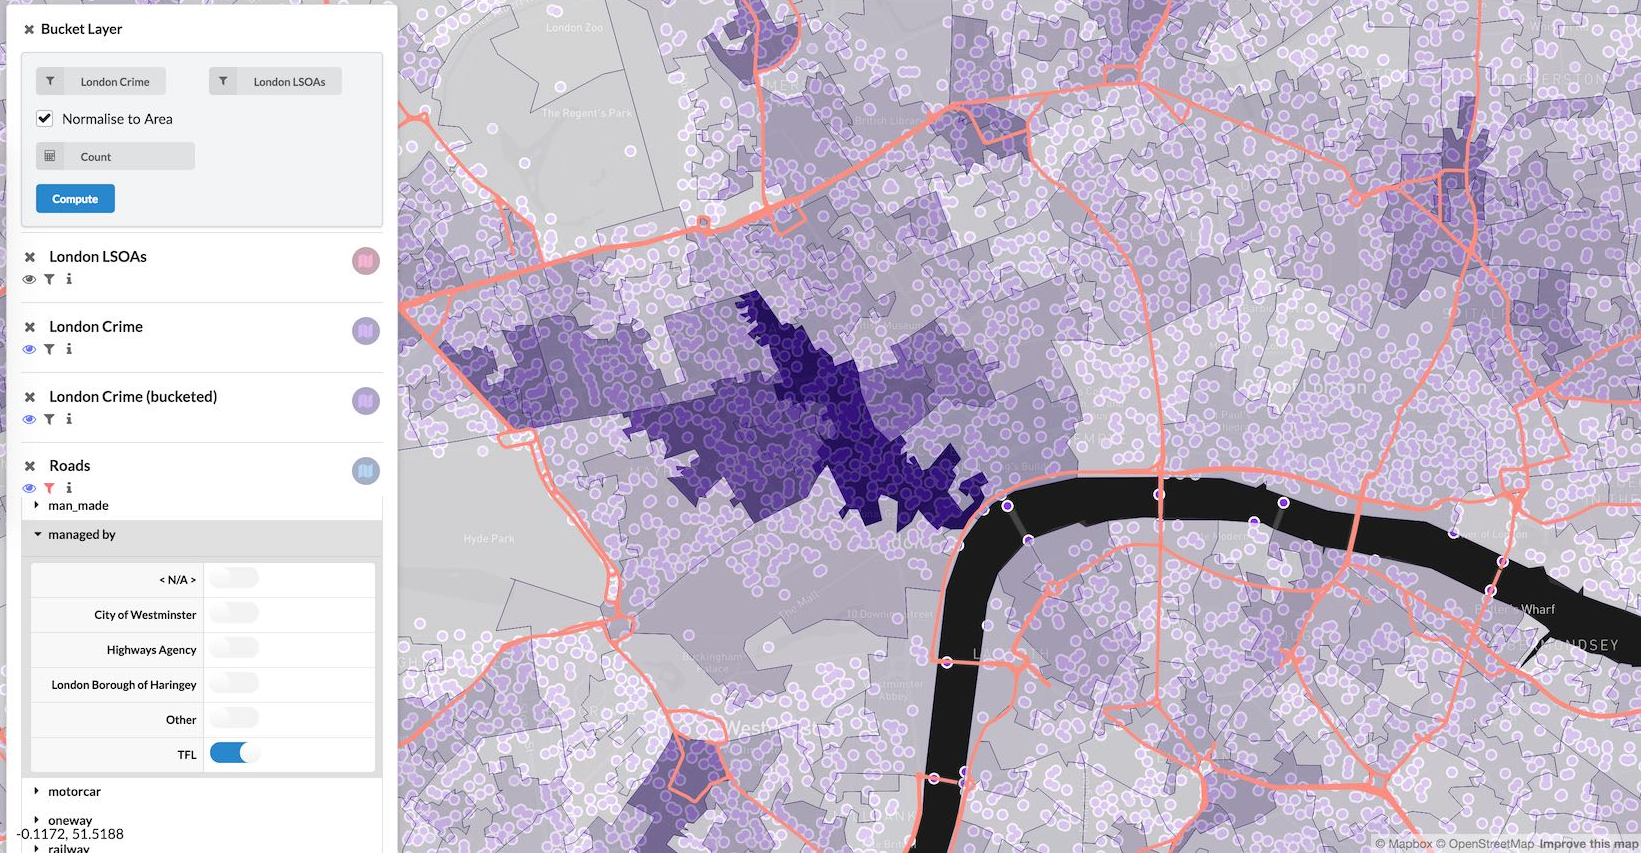 ✖ Bucket Layer
London Crime
London LSOAs
Normalise to Area
Count
Compute
London LSOAs
London Crime
London Crime (bucketed)
Roads
man_made
managed by
< N/A >
City of Westminster
Highways Agency
London Borough of Haringey
Other
TFL
motorcar
oneway
-0.1172, 51.5188
railway
London Zoo
The Regent's Park
British Library
Hyde Park
The Mall
10 Downing Street
Buckingham
Westminster
Abbey
of London
Wharf
© Mapbox © OpenStreetMap Improve this map